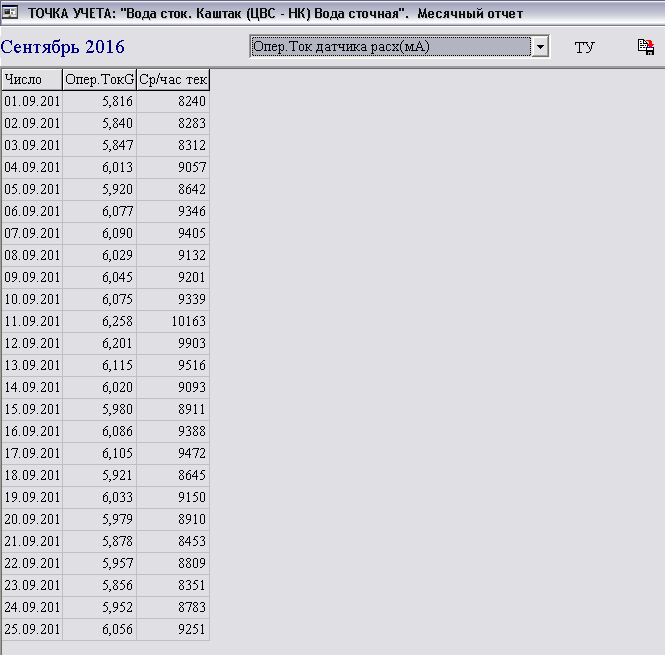 ТОЧКА УЧЕТА: "Вода сток. Каштак (ЦВС - НК) Вода сточная". Месячный отчет
Сентябрь 2016 Опер.Ток датчика расх(мА) ТУ
Число Опер.ТокG Ср/час тек
01.09.201 5,816 8240
02.09.201 5,840 8283
03.09.201 5,847 8312
04.09.201 6,013 9057
05.09.201 5,920 8642
06.09.201 6,077 9346
07.09.201 6,090 9405
08.09.201 6,029 9132
09.09.201 6,045 9201
10.09.201 6,075 9339
11.09.201 6,258 10163
12.09.201 6,201 9903
13.09.201 6,115 9516
14.09.201 6,020 9093
15.09.201 5,980 8911
16.09.201 6,086 9388
17.09.201 6,105 9472
18.09.201 5,921 8645
19.09.201 6,033 9150
20.09.201 5,979 8910
21.09.201 5,878 8453
22.09.201 5,957 8809
23.09.201 5,856 8351
24.09.201 5,952 8783
25.09.201 6,056 9251